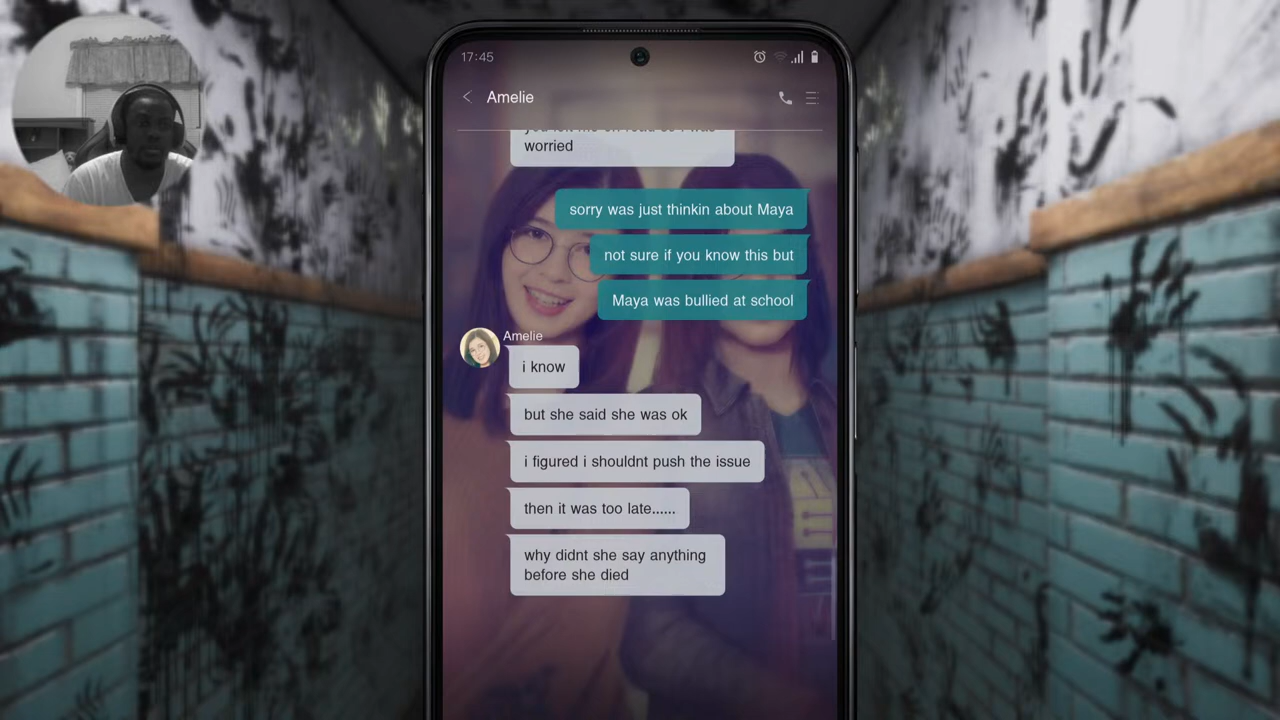 17:45
Amelie
worried
sorry was just thinkin about Maya
not sure if you know this but
Maya was bullied at school
Amelie
i know
but she said she was ok
i figured i shouldnt push the issue
then it was too late......
why didnt she say anything
before she died